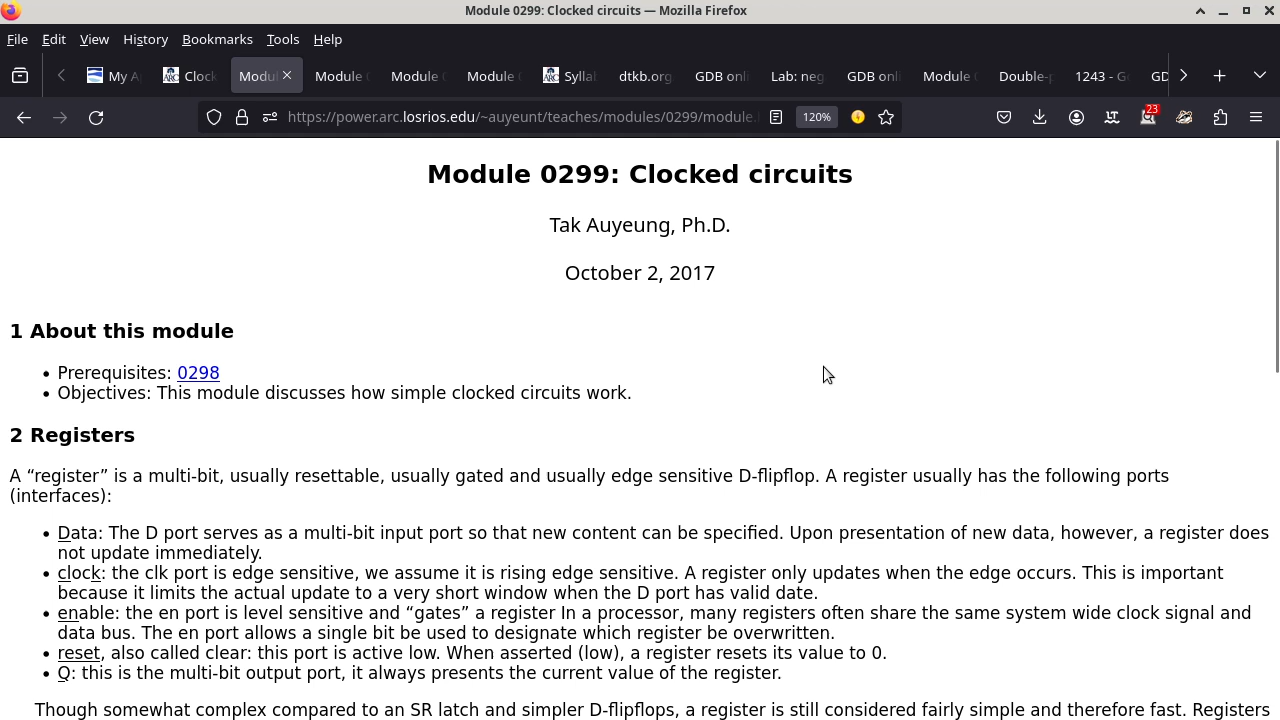 Module 0299: Clocked circuits — Mozilla Firefox
File Edit View History Bookmarks Tools Help
My A Clock Modul Module Module Module Syllal dtkb.org GDB onli Lab: neg GDB onli Module Double-p 1243 - G GD
https://power.arc.losrios.edu/~auyeunt/teaches/modules/0299/module. 120% 23
Module 0299: Clocked circuits
Tak Auyeung, Ph.D.
October 2, 2017
1 About this module
• Prerequisites: 0298
• Objectives: This module discusses how simple clocked circuits work.
2 Registers
A “register” is a multi-bit, usually resettable, usually gated and usually edge sensitive D-flipflop. A register usually has the following ports
(interfaces):
• Data: The D port serves as a multi-bit input port so that new content can be specified. Upon presentation of new data, however, a register does
not update immediately.
• clock: the clk port is edge sensitive, we assume it is rising edge sensitive. A register only updates when the edge occurs. This is important
because it limits the actual update to a very short window when the D port has valid date.
• enable: the en port is level sensitive and “gates” a register In a processor, many registers often share the same system wide clock signal and
data bus. The en port allows a single bit be used to designate which register be overwritten.
• reset, also called clear: this port is active low. When asserted (low), a register resets its value to 0.
• Q: this is the multi-bit output port, it always presents the current value of the register.
Though somewhat complex compared to an SR latch and simpler D-flipflops, a register is still considered fairly simple and therefore fast. Registers